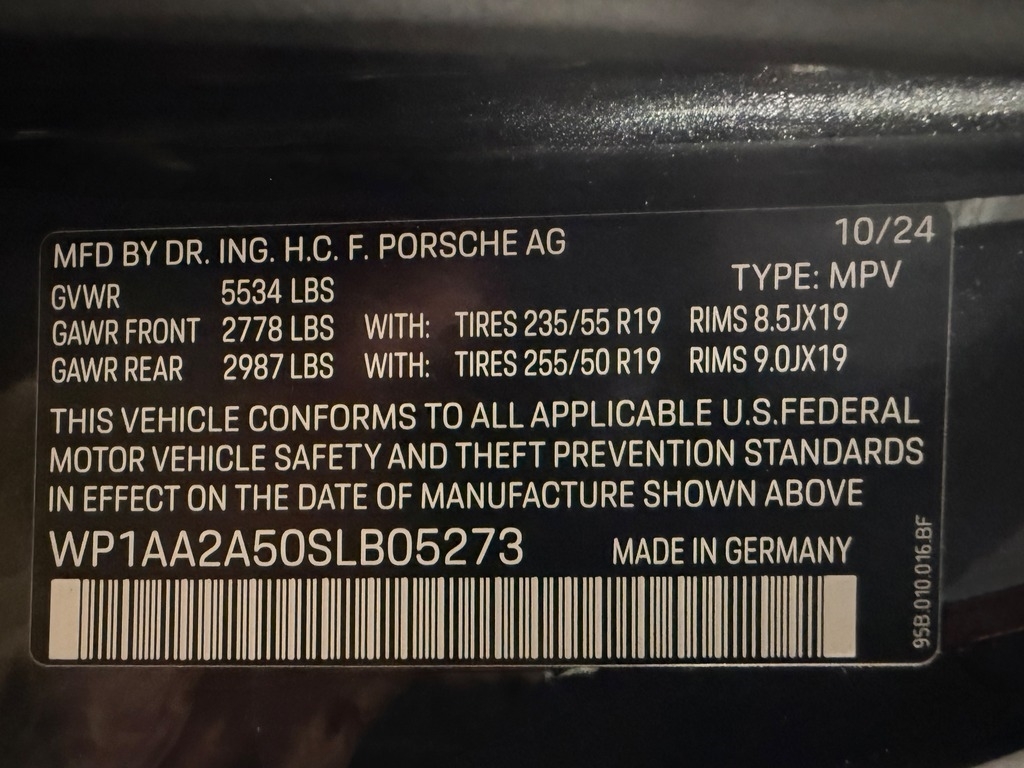 MFD BY DR. ING. H.C. F. PORSCHE AG 10/24
GVWR 5534 LBS TYPE: MPV
GAWR FRONT 2778 LBS WITH: TIRES 235/55 R19 RIMS 8.5JX19
GAWR REAR 2987 LBS WITH: TIRES 255/50 R19 RIMS 9.0JX19
THIS VEHICLE CONFORMS TO ALL APPLICABLE U.S.FEDERAL
MOTOR VEHICLE SAFETY AND THEFT PREVENTION STANDARDS
IN EFFECT ON THE DATE OF MANUFACTURE SHOWN ABOVE
WP1AA2A50SLB05273 MADE IN GERMANY
95B.010.016.BF